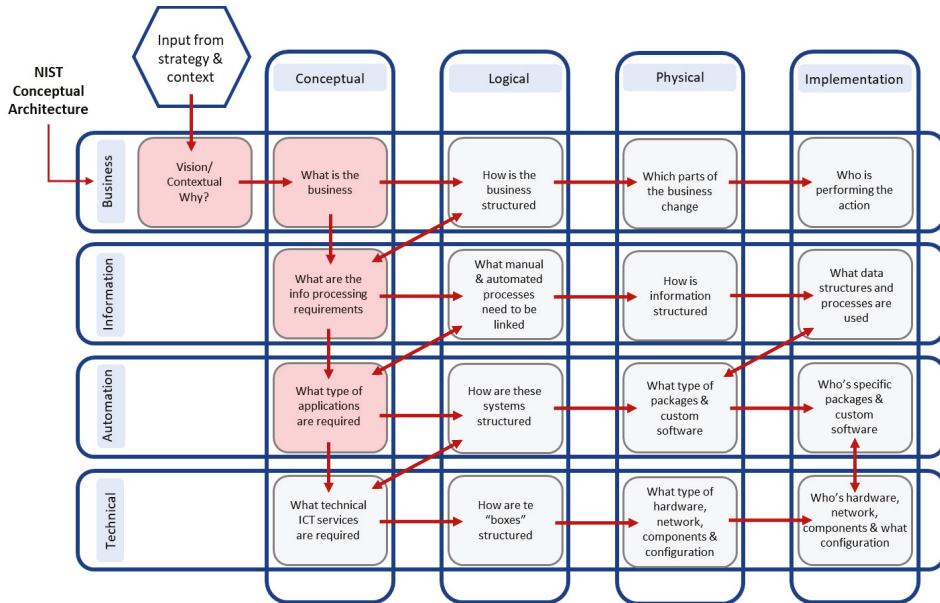 Input from
strategy &
context
NIST
Conceptual
Architecture
Conceptual
Logical
Physical
Implementation
Business
Vision/
Contextual
Why?
What is the
business
How is the
business
structured
Which parts
of the business
change
Who is
performing the
action
Information
What are the
info processing
requirements
What manual
& automated
processes
need to be
linked
How is
information
structured
What data
structures and
processes are
used
Automation
What type of
applications
are required
How are these
systems
structured
What type of
packages &
custom
software
Who's specific
packages &
custom
software
Technical
What technical
ICT services
are required
How are te
"boxes"
structured
What type of
hardware,
network,
components &
configuration
Who's hardware,
network,
components & what
configuration